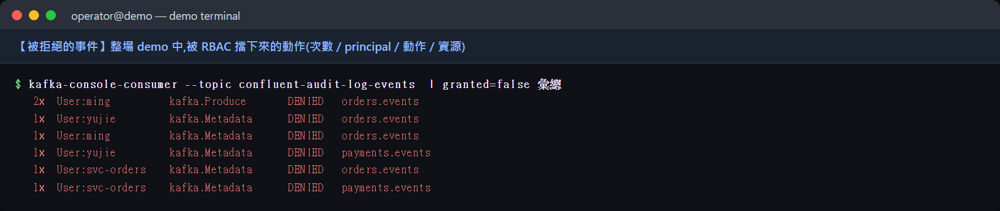 operator@demo — demo terminal
【被拒絕的事件】整場 demo 中,被 RBAC 擋下來的動作(次數 / principal / 動作 / 資源)
$ kafka-console-consumer --topic confluent-audit-log-events  | granted=false 彙總
2x  User:ming          kafka.Produce       DENIED   orders.events
1x  User:yujie         kafka.Metadata      DENIED   orders.events
1x  User:ming          kafka.Metadata      DENIED   orders.events
1x  User:yujie         kafka.Metadata      DENIED   payments.events
1x  User:svc-orders    kafka.Metadata      DENIED   orders.events
1x  User:svc-orders    kafka.Metadata      DENIED   payments.events